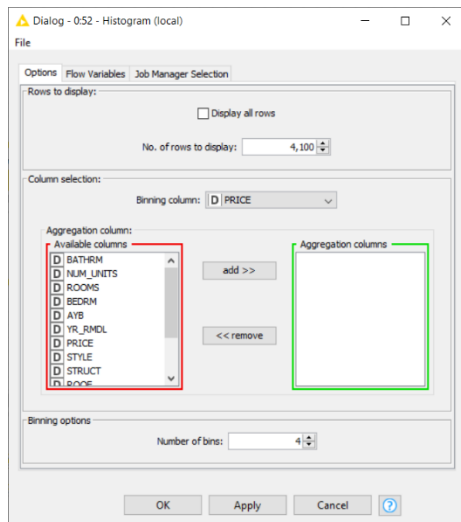 Dialog - 0:52 - Histogram (local)
File
Options Flow Variables Job Manager Selection
Rows to display:
Display all rows
No. of rows to display: 4,100
Column selection:
Binning column: D PRICE
Aggregation column:
Available columns
Aggregation columns
D BATHRM
D NUM_UNITS
D ROOMS
D BEDRM
D AYB
D YR_RMDL
D PRICE
D STYLE
D STRUCT
D ROOF
add >>
<< remove
Binning options
Number of bins: 4
OK Apply Cancel ?